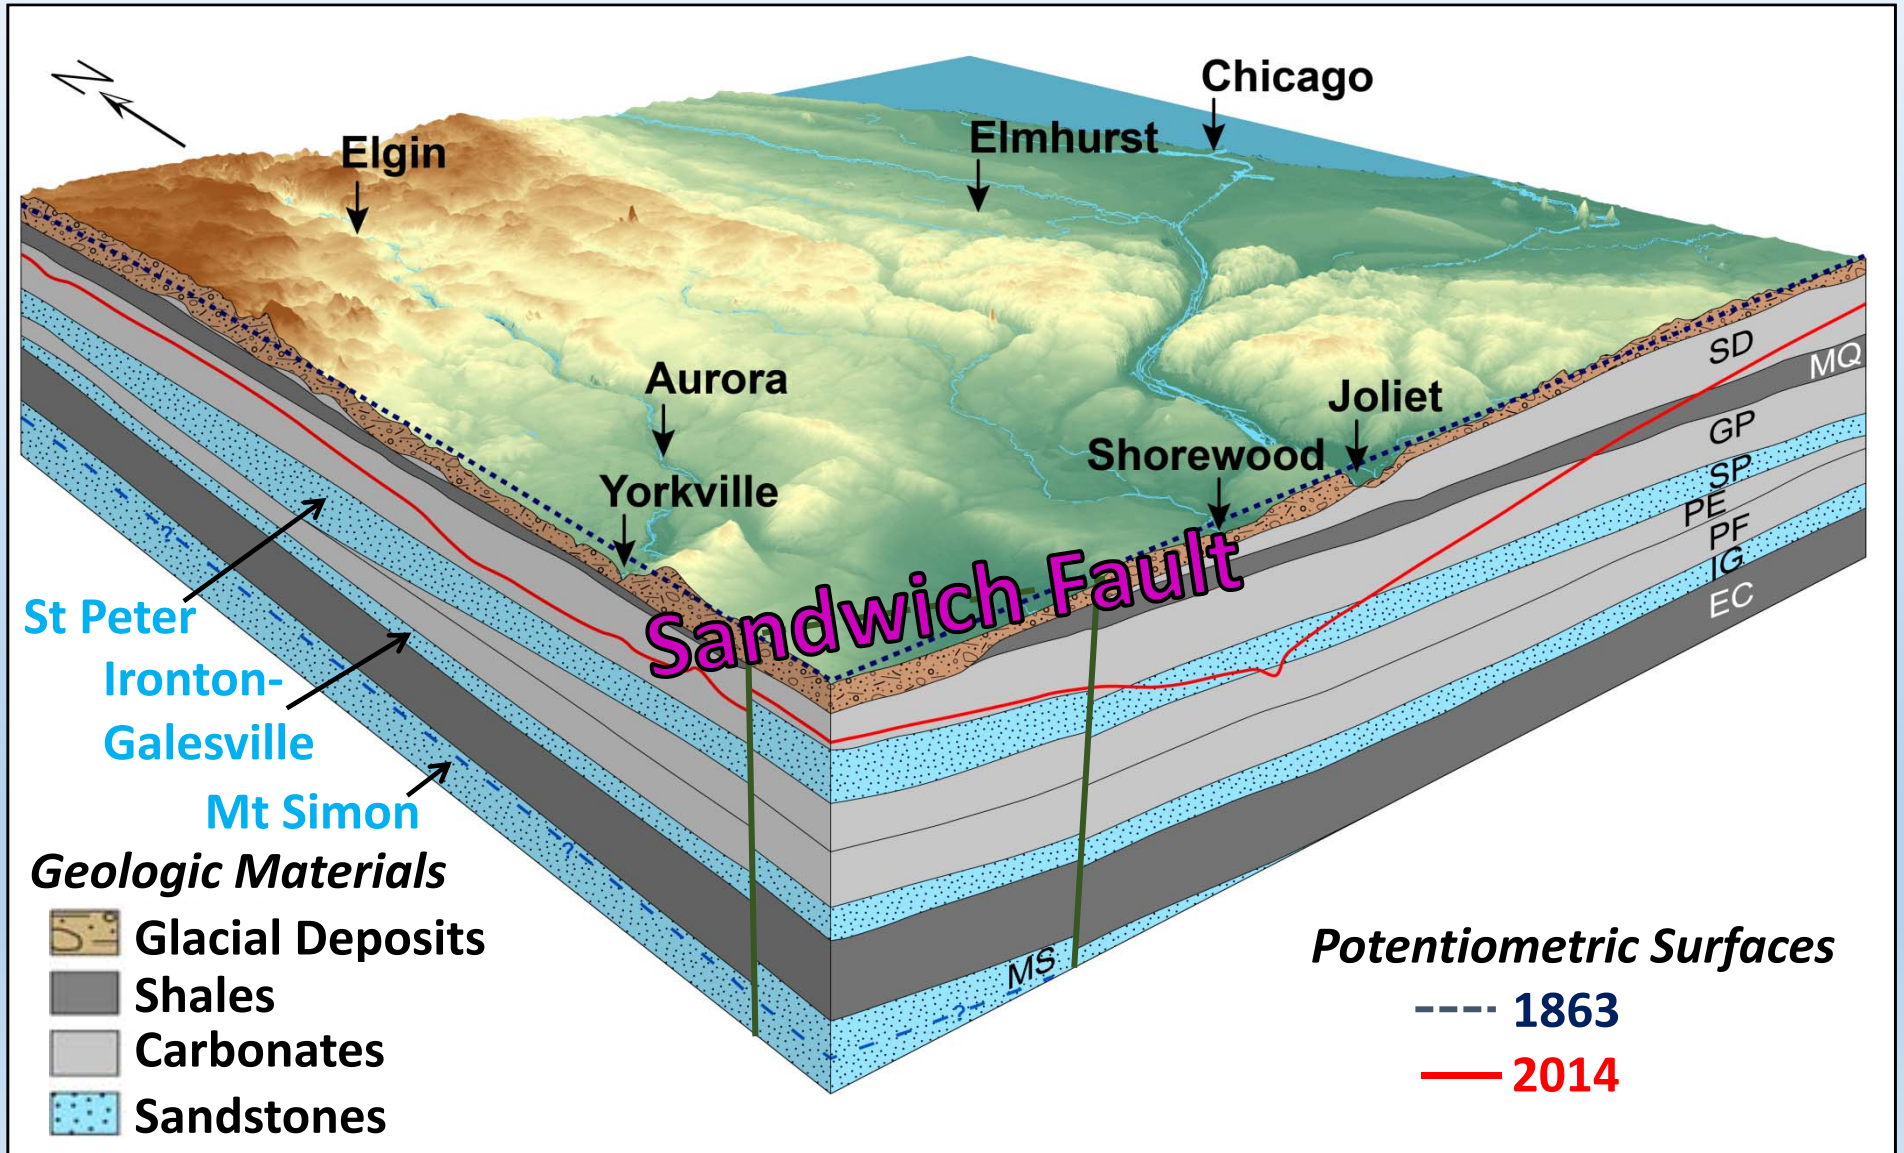 N
Chicago
Elmhurst
Elgin
Aurora
Joliet
Shorewood
Yorkville
Sandwich Fault
SD
MQ
GP
SP
PE
PF
IG
EC
MS
?
?
?
St Peter
Ironton-
Galesville
Mt Simon
Geologic Materials
Glacial Deposits
Shales
Carbonates
Sandstones
Potentiometric Surfaces
1863
2014